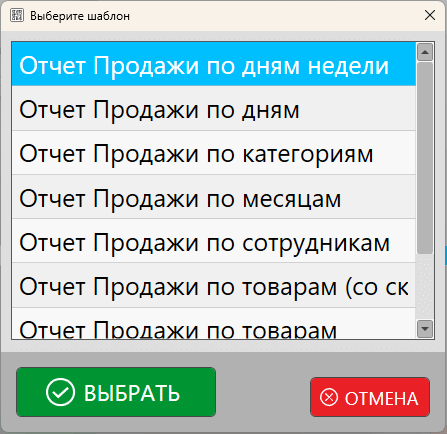 Выберите шаблон
Отчет Продажи по дням недели
Отчет Продажи по дням
Отчет Продажи по категориям
Отчет Продажи по месяцам
Отчет Продажи по сотрудникам
Отчет Продажи по товарам (со ск
Отчет Продажи по товарам
ВЫБРАТЬ
ОТМЕНА